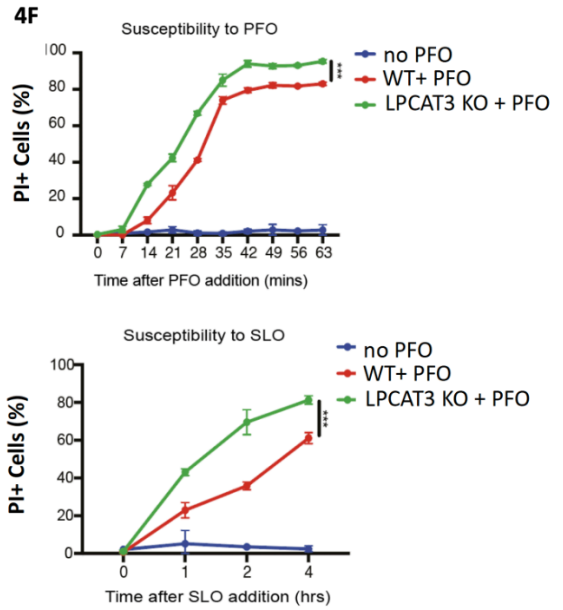 4F
Susceptibility to PFO
no PFO
WT+ PFO
LPCAT3 KO + PFO
***
PI+ Cells (%)
100
80
60
40
20
0
0 7 14 21 28 35 42 49 56 63
Time after PFO addition (mins)
Susceptibility to SLO
no PFO
WT+ PFO
LPCAT3 KO + PFO
***
PI+ Cells (%)
100
80
60
40
20
0
0 1 2 4
Time after SLO addition (hrs)